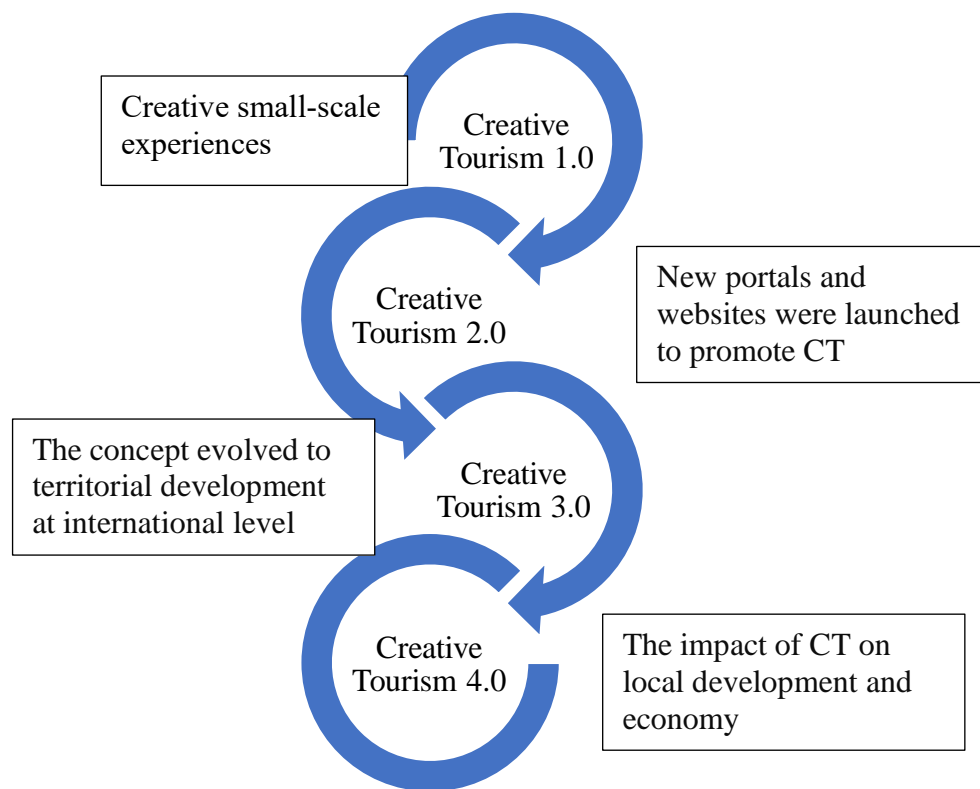 Creative small-scale
experiences
Creative
Tourism 1.0
New portals and
websites were launched
to promote CT
Creative
Tourism 2.0
The concept evolved to
territorial development
at international level
Creative
Tourism 3.0
The impact of CT on
local development and
economy
Creative
Tourism 4.0